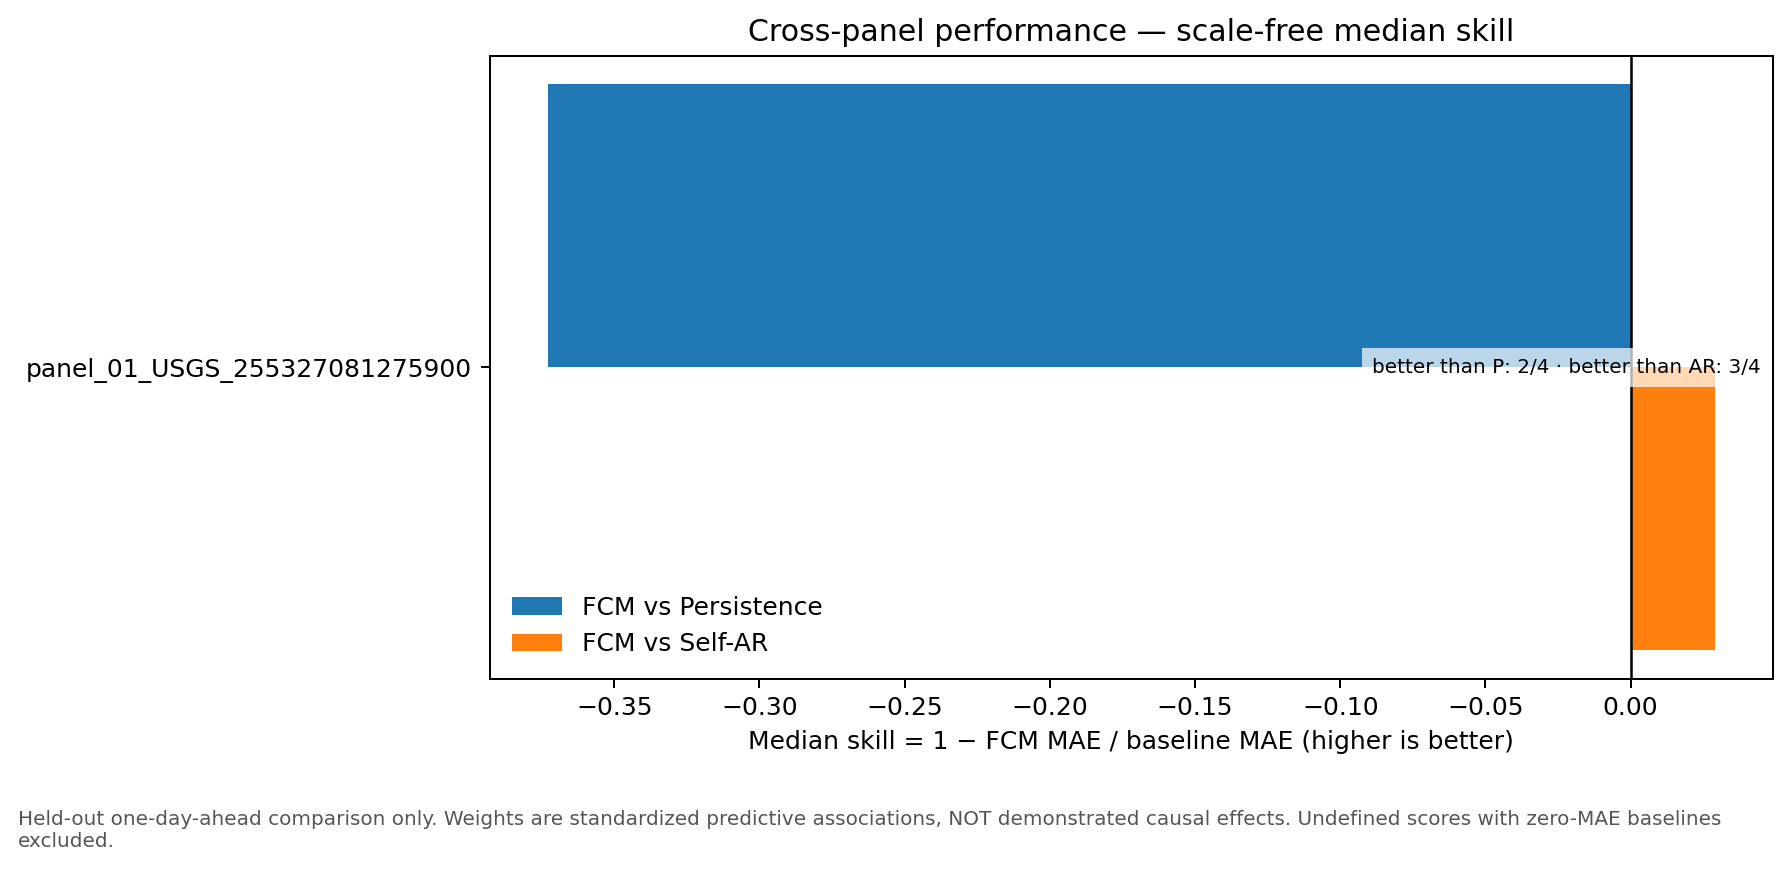 Cross-panel performance — scale-free median skill
panel_01_USGS_255327081275900
better than P: 2/4 · better than AR: 3/4
FCM vs Persistence
FCM vs Self-AR
−0.35 −0.30 −0.25 −0.20 −0.15 −0.10 −0.05 0.00
Median skill = 1 − FCM MAE / baseline MAE (higher is better)
Held-out one-day-ahead comparison only. Weights are standardized predictive associations, NOT demonstrated causal effects. Undefined scores with zero-MAE baselines
excluded.